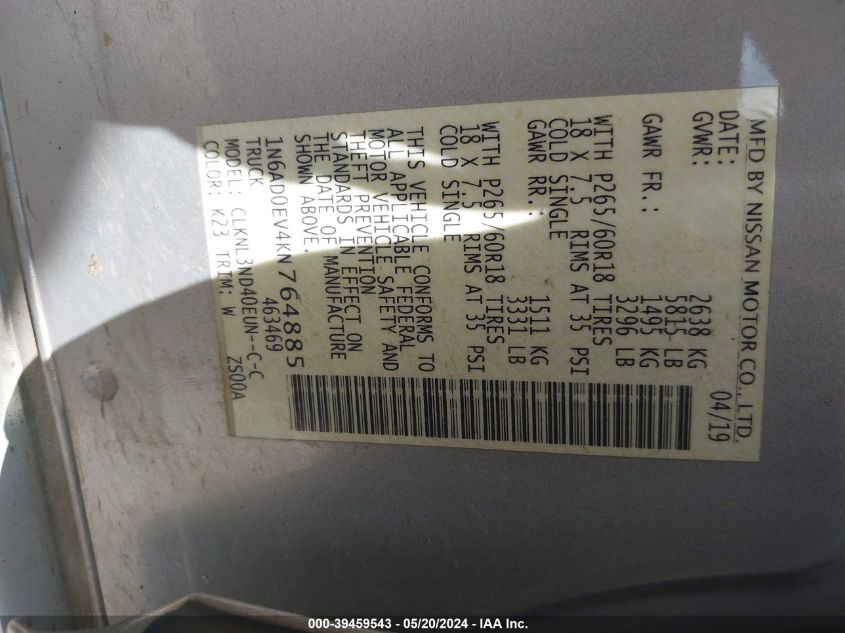 MFD BY NISSAN MOTOR CO., LTD.
DATE: 04/19
GVWR: 2638 KG
5815 LB
GAWR FR.: 1495 KG
3296 LB
WITH P265/60R18 TIRES
18 X 7.5 RIMS AT 35 PSI
COLD SINGLE
GAWR RR.: 1511 KG
3331 LB
WITH P265/60R18 TIRES
18 X 7.5 RIMS AT 35 PSI
COLD SINGLE
THIS VEHICLE CONFORMS TO
ALL APPLICABLE FEDERAL
MOTOR VEHICLE SAFETY AND
THEFT PREVENTION
STANDARDS IN EFFECT ON
THE DATE OF MANUFACTURE
SHOWN ABOVE.
1N6AD0EV4KN764885
TRUCK 463469
MODEL: CLKNL3ND40EUN--C-C
COLOR: K23 TRIM: W ZS00A
000-39459543 / 05/20/2024 - IAA Inc.